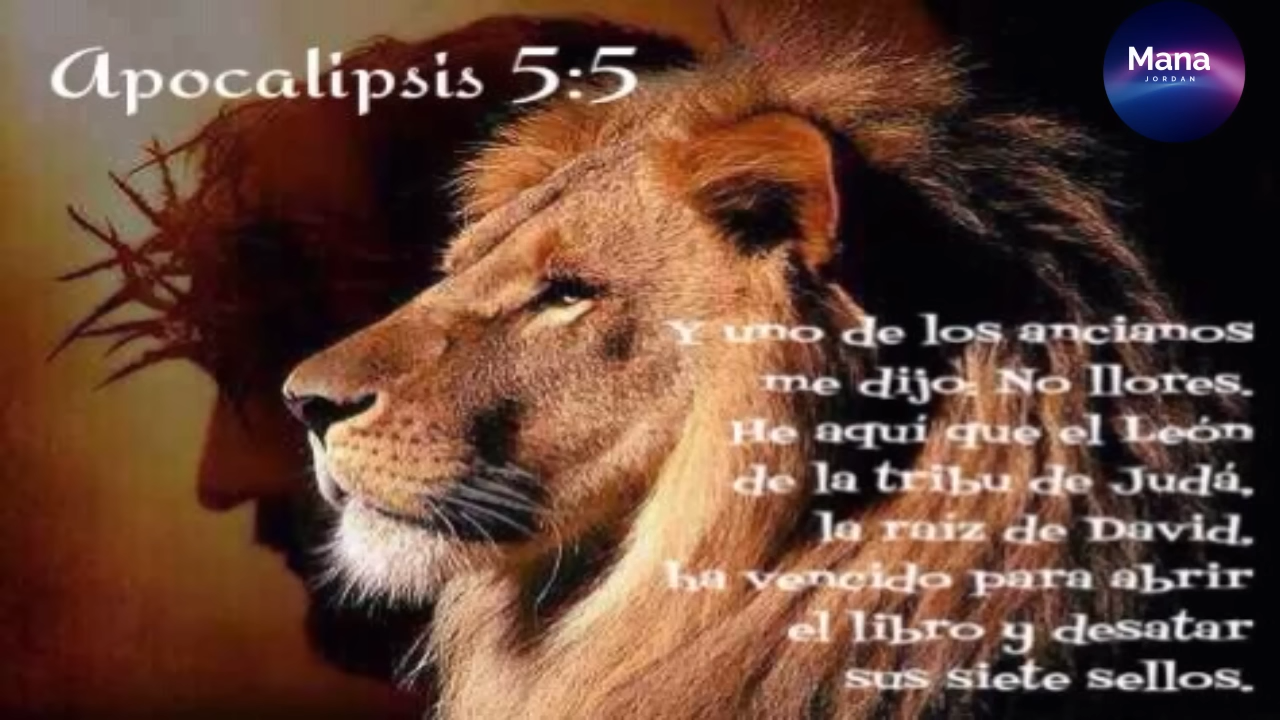 Apocalipsis 5:5
Mana
JORDAN
Y uno de los ancianos
me dijo: No llores.
He aquí que el León
de la tribu de Judá,
la raiz de David,
ha vencido para abrir
el libro y desatar
sus siete sellos.